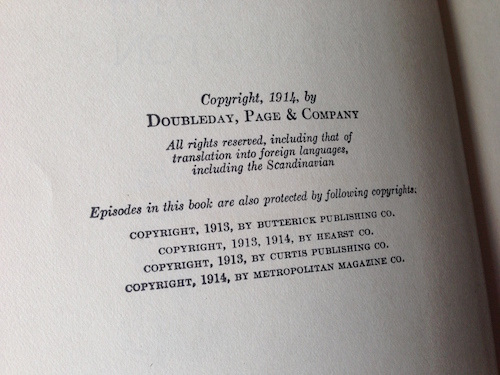 Copyright, 1914, by
Doubleday, Page & Company
All rights reserved, including that of
translation into foreign languages,
including the Scandinavian
Episodes in this book are also protected by following copyrights:
COPYRIGHT, 1913, BY BUTTERICK PUBLISHING CO.
COPYRIGHT, 1913, 1914, BY HEARST CO.
COPYRIGHT, 1913, BY CURTIS PUBLISHING CO.
COPYRIGHT, 1914, BY METROPOLITAN MAGAZINE CO.